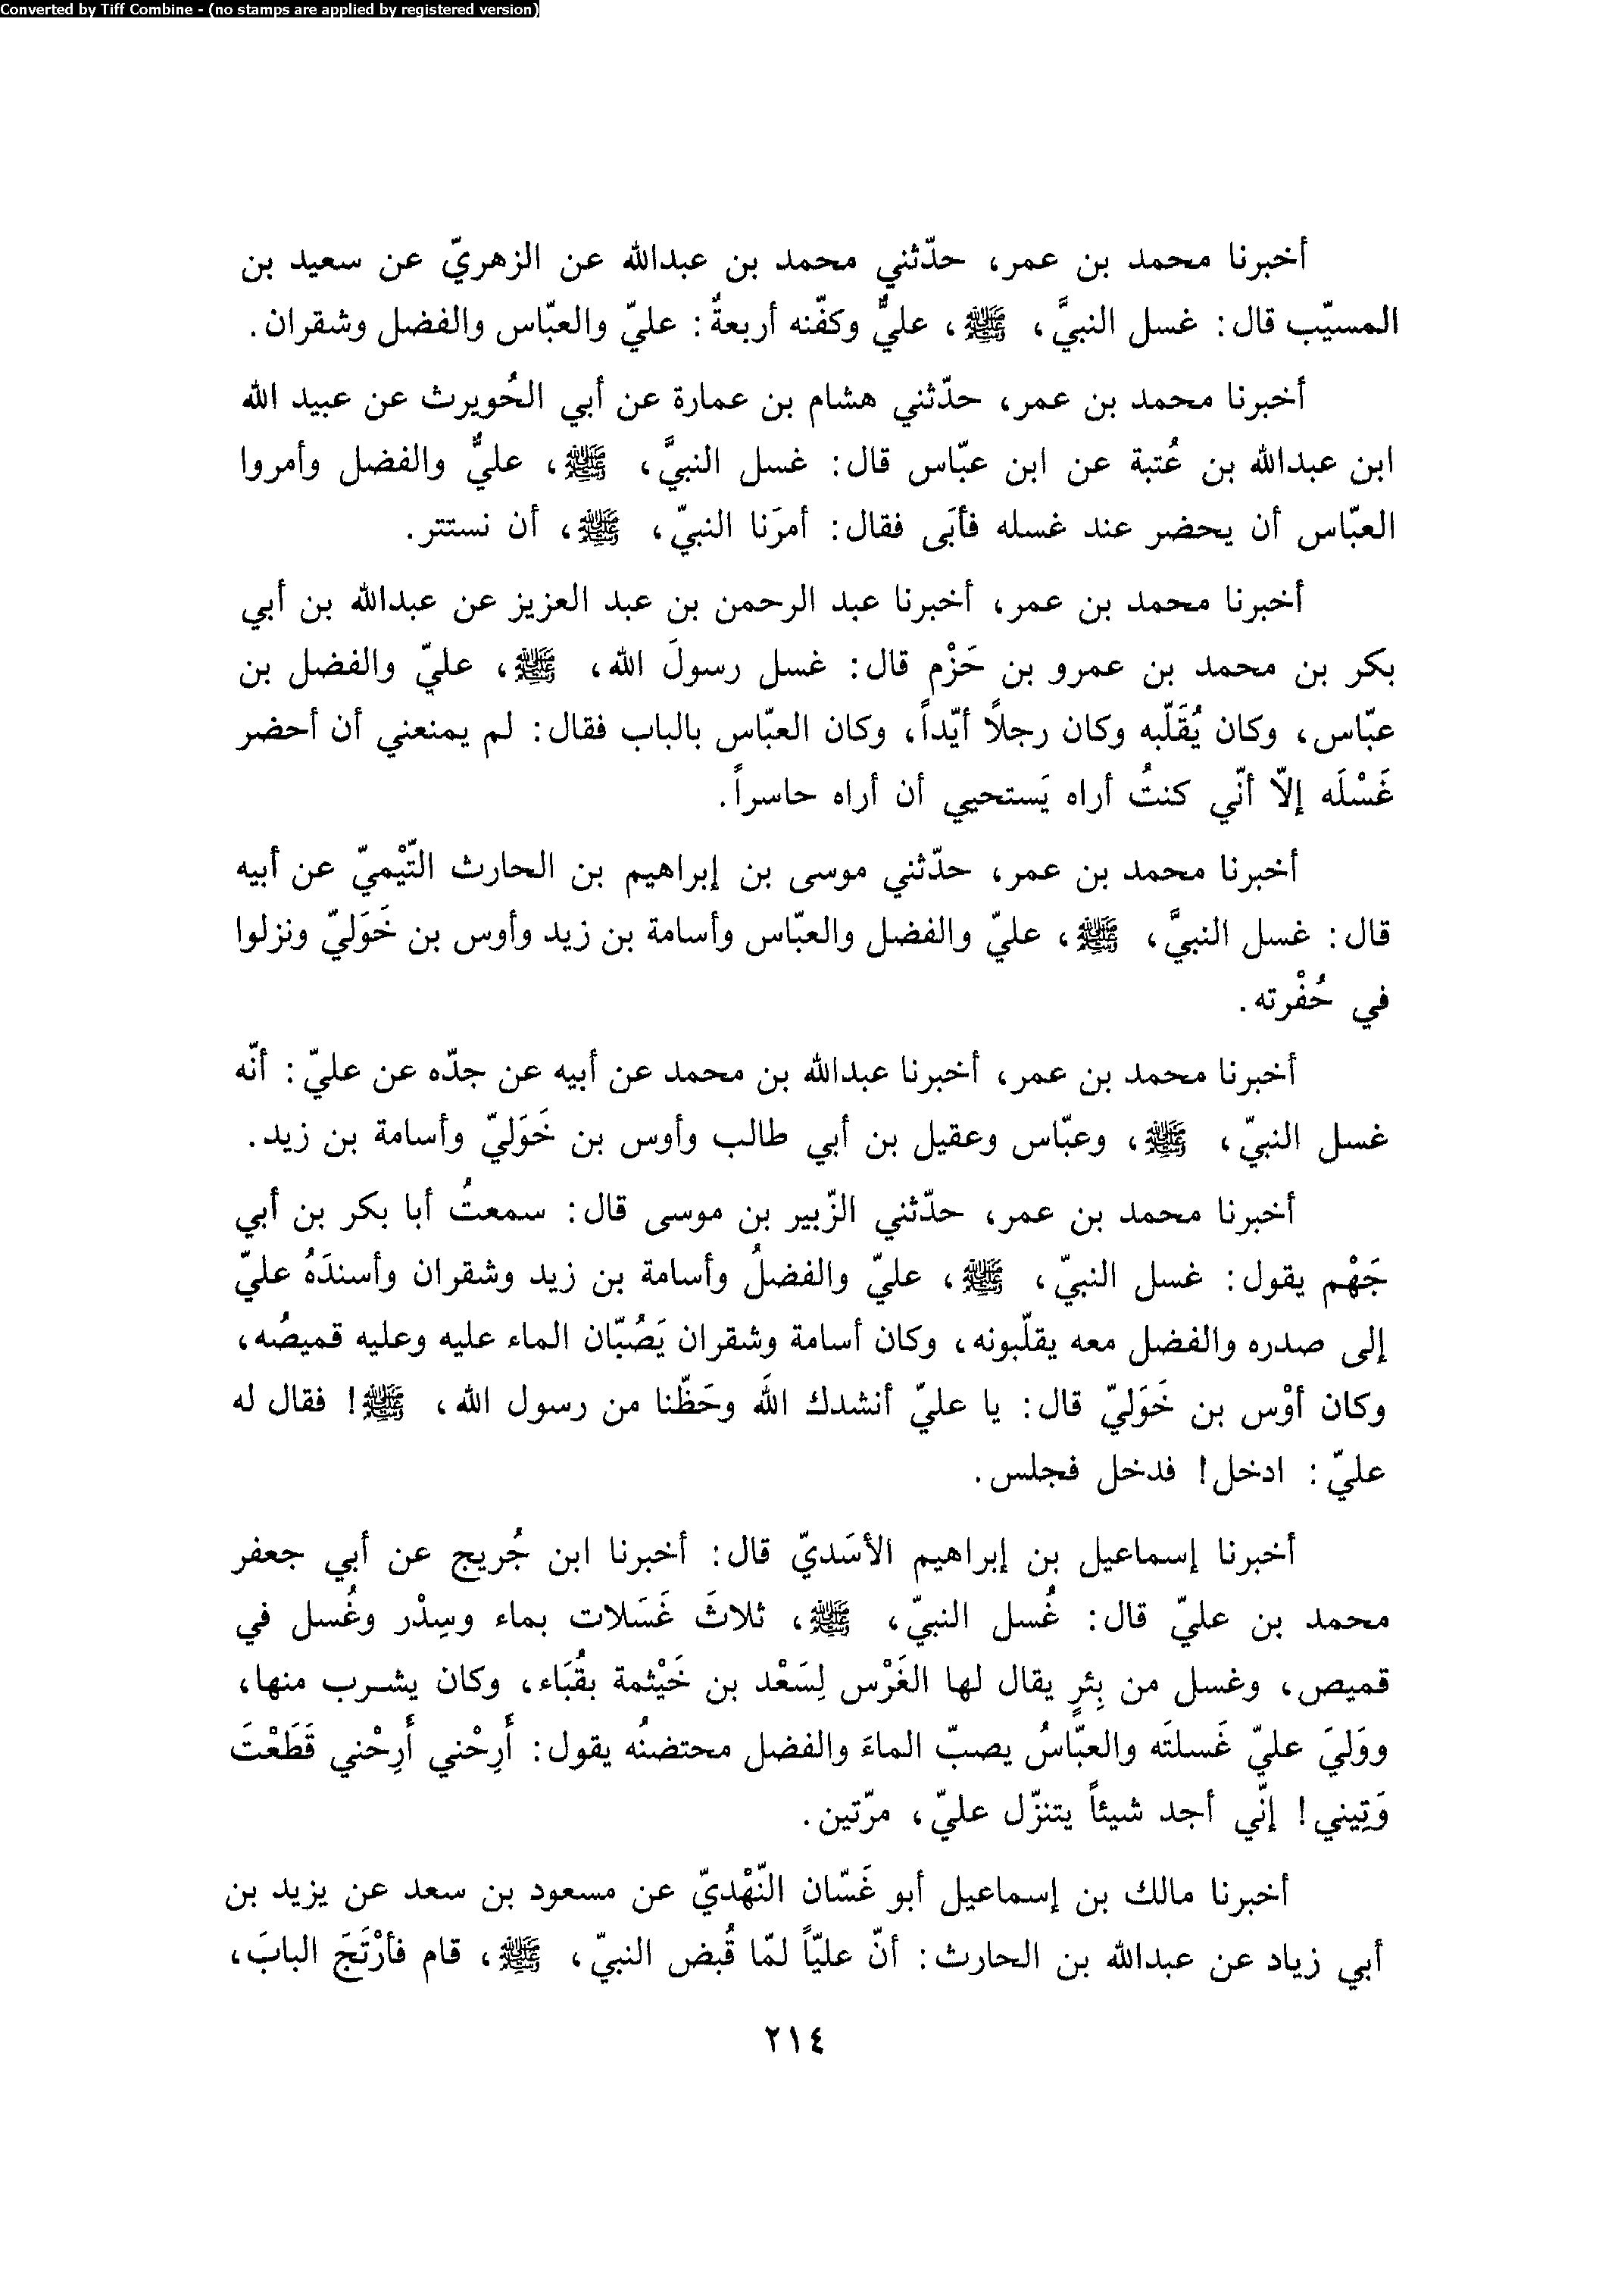 Converted by Tiff Combine - (no stamps are applied by registered version)
أخبرنا محمد بن عمر، حدّثني محمد بن عبدالله عن الزهريّ عن سعيد بن
المسيّب قال: غسل النبيَّ، ﷺ، عليٌّ وكفّنه أربعةٌ: عليّ والعبّاس والفضل وشقران.
أخبرنا محمد بن عمر، حدّثني هشام بن عمارة عن أبي الحُويرث عن عبيد الله
ابن عبدالله بن عُتبة عن ابن عبّاس قال: غسل النبيَّ، ﷺ، عليٌّ والفضل وأمروا
العبّاس أن يحضر عند غسله فأبَى فقال: أمرَنا النبيّ، ﷺ، أن نستتر.
أخبرنا محمد بن عمر، أخبرنا عبد الرحمن بن عبد العزيز عن عبدالله بن أبي
بكر بن محمد بن عمرو بن حَزْم قال: غسل رسولَ الله، ﷺ، عليّ والفضل بن
عبّاس، وكان يُقَلّبه وكان رجلاً أيّداً، وكان العبّاس بالباب فقال: لم يمنعني أن أحضر
غَسْلَه إلاّ أنّي كنتُ أراه يَستحيي أن أراه حاسراً.
أخبرنا محمد بن عمر، حدّثني موسى بن إبراهيم بن الحارث التّيْميّ عن أبيه
قال: غسل النبيَّ، ﷺ، عليّ والفضل والعبّاس وأسامة بن زيد وأوس بن خَوَليّ ونزلوا
في حُفْرته.
أخبرنا محمد بن عمر، أخبرنا عبدالله بن محمد عن أبيه عن جدّه عن عليّ: أنّه
غسل النبيّ، ﷺ، وعبّاس وعقيل بن أبي طالب وأوس بن خَوَليّ وأسامة بن زيد.
أخبرنا محمد بن عمر، حدّثني الزّبير بن موسى قال: سمعتُ أبا بكر بن أبي
جَهْم يقول: غسل النبيّ، ﷺ، عليّ والفضلُ وأسامة بن زيد وشقران وأسندَهُ عليّ
إلى صدره والفضل معه يقلّبونه، وكان أسامة وشقران يَصُبّان الماء عليه وعليه قميصُه،
وكان أوْس بن خَوَليّ قال: يا عليّ أنشدك اللهَ وحَظّنا من رسول الله، ﷺ! فقال له
عليّ: ادخل! فدخل فجلس.
أخبرنا إسماعيل بن إبراهيم الأسَديّ قال: أخبرنا ابن جُريج عن أبي جعفر
محمد بن عليّ قال: غُسل النبيّ، ﷺ، ثلاثَ غَسَلات بماء وسِدْر وغُسل في
قميص، وغسل من بِئرٍ يقال لها الغَرْس لِسَعْد بن خَيْثمة بقُبَاء، وكان يشرب منها،
ووَليَ عليّ غَسلتَه والعبّاسُ يصبّ الماءَ والفضل محتضنُه يقول: أَرِحْني أَرِحْني قَطَعْتَ
وَتِيني! إنّي أجد شيئاً يتنزّل عليّ، مرّتين.
أخبرنا مالك بن إسماعيل أبو غَسّان النّهْديّ عن مسعود بن سعد عن يزيد بن
أبي زياد عن عبدالله بن الحارث: أنّ عليّاً لمّا قُبض النبيّ، ﷺ، قام فأرْتَجَ البابَ،
٢١٤